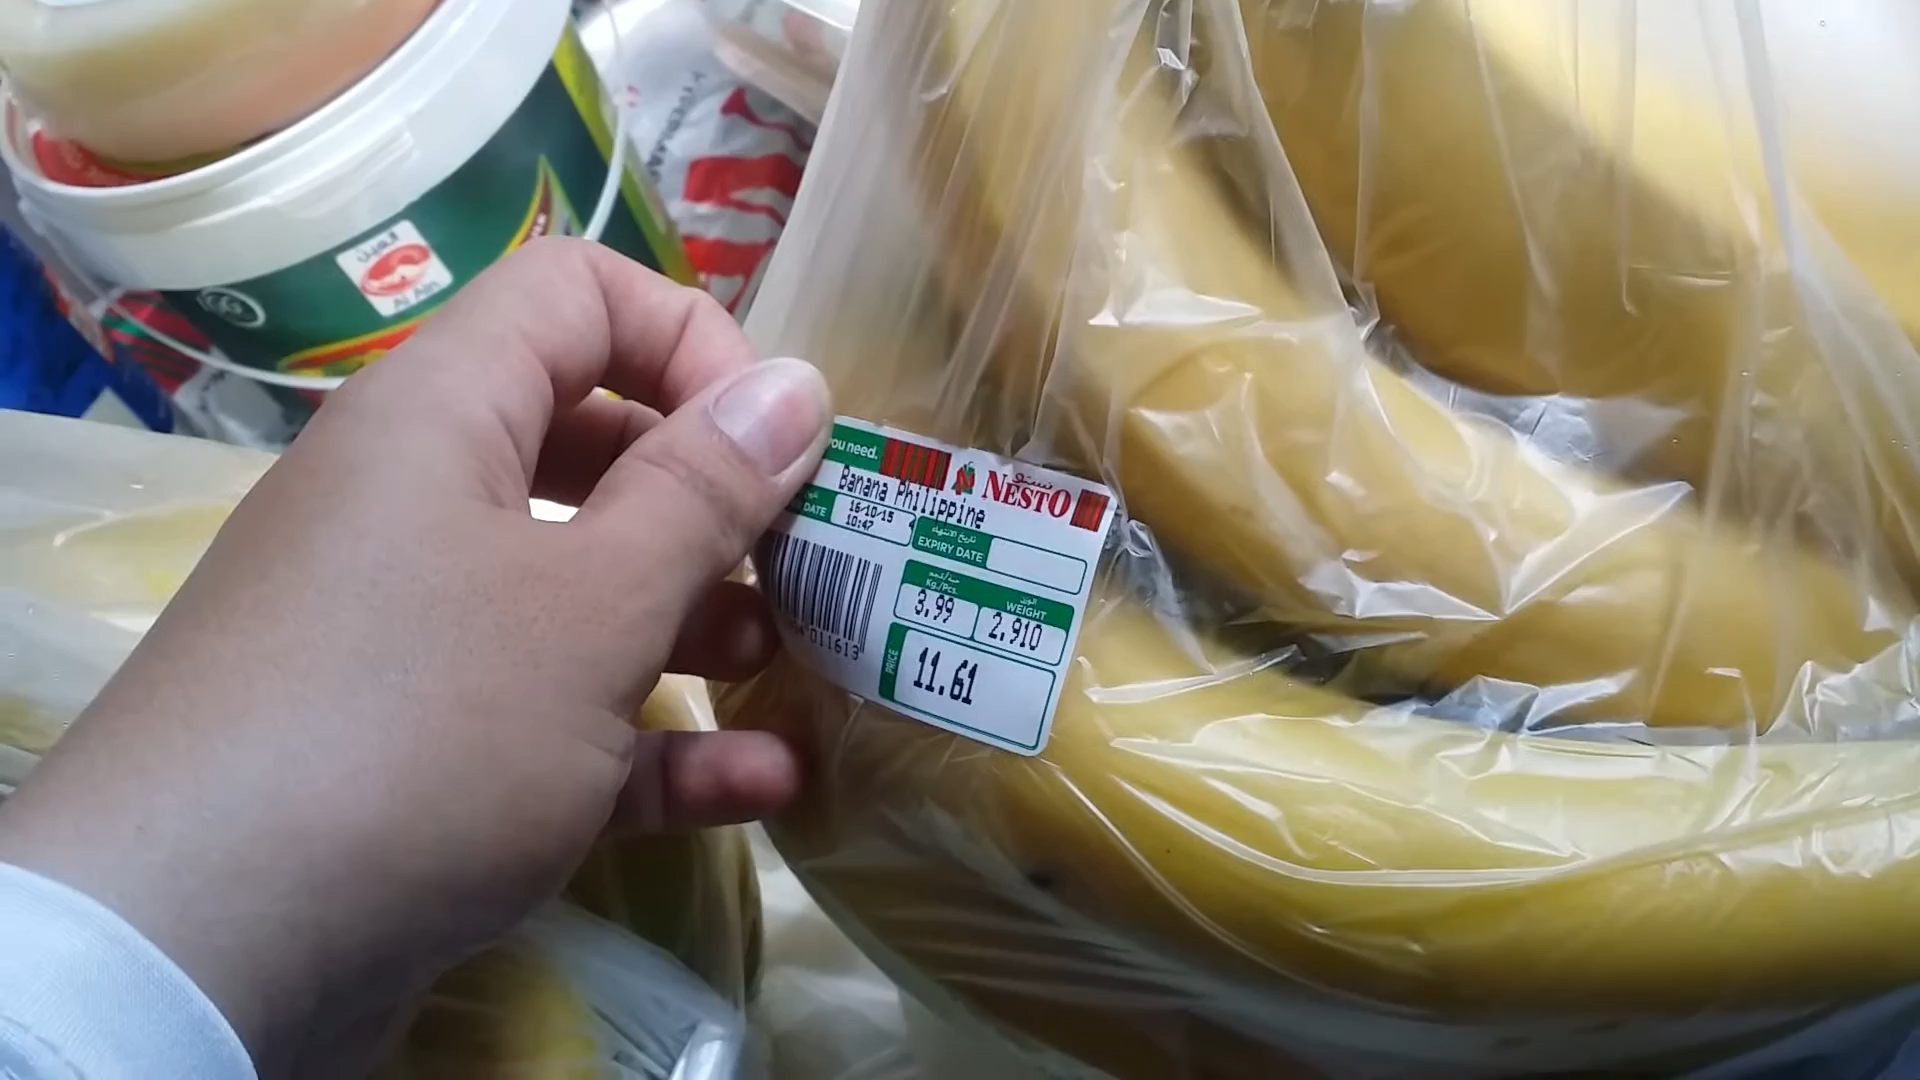 العين
Al Ain
you need.
نستو
NESTO
Banana Philippine
DATE
16/10/15
10:47
تاريخ الانتهاء
EXPIRY DATE
Kg./Pcs.
3.99
الوزن
WEIGHT
2.910
011613
PRICE
11.61